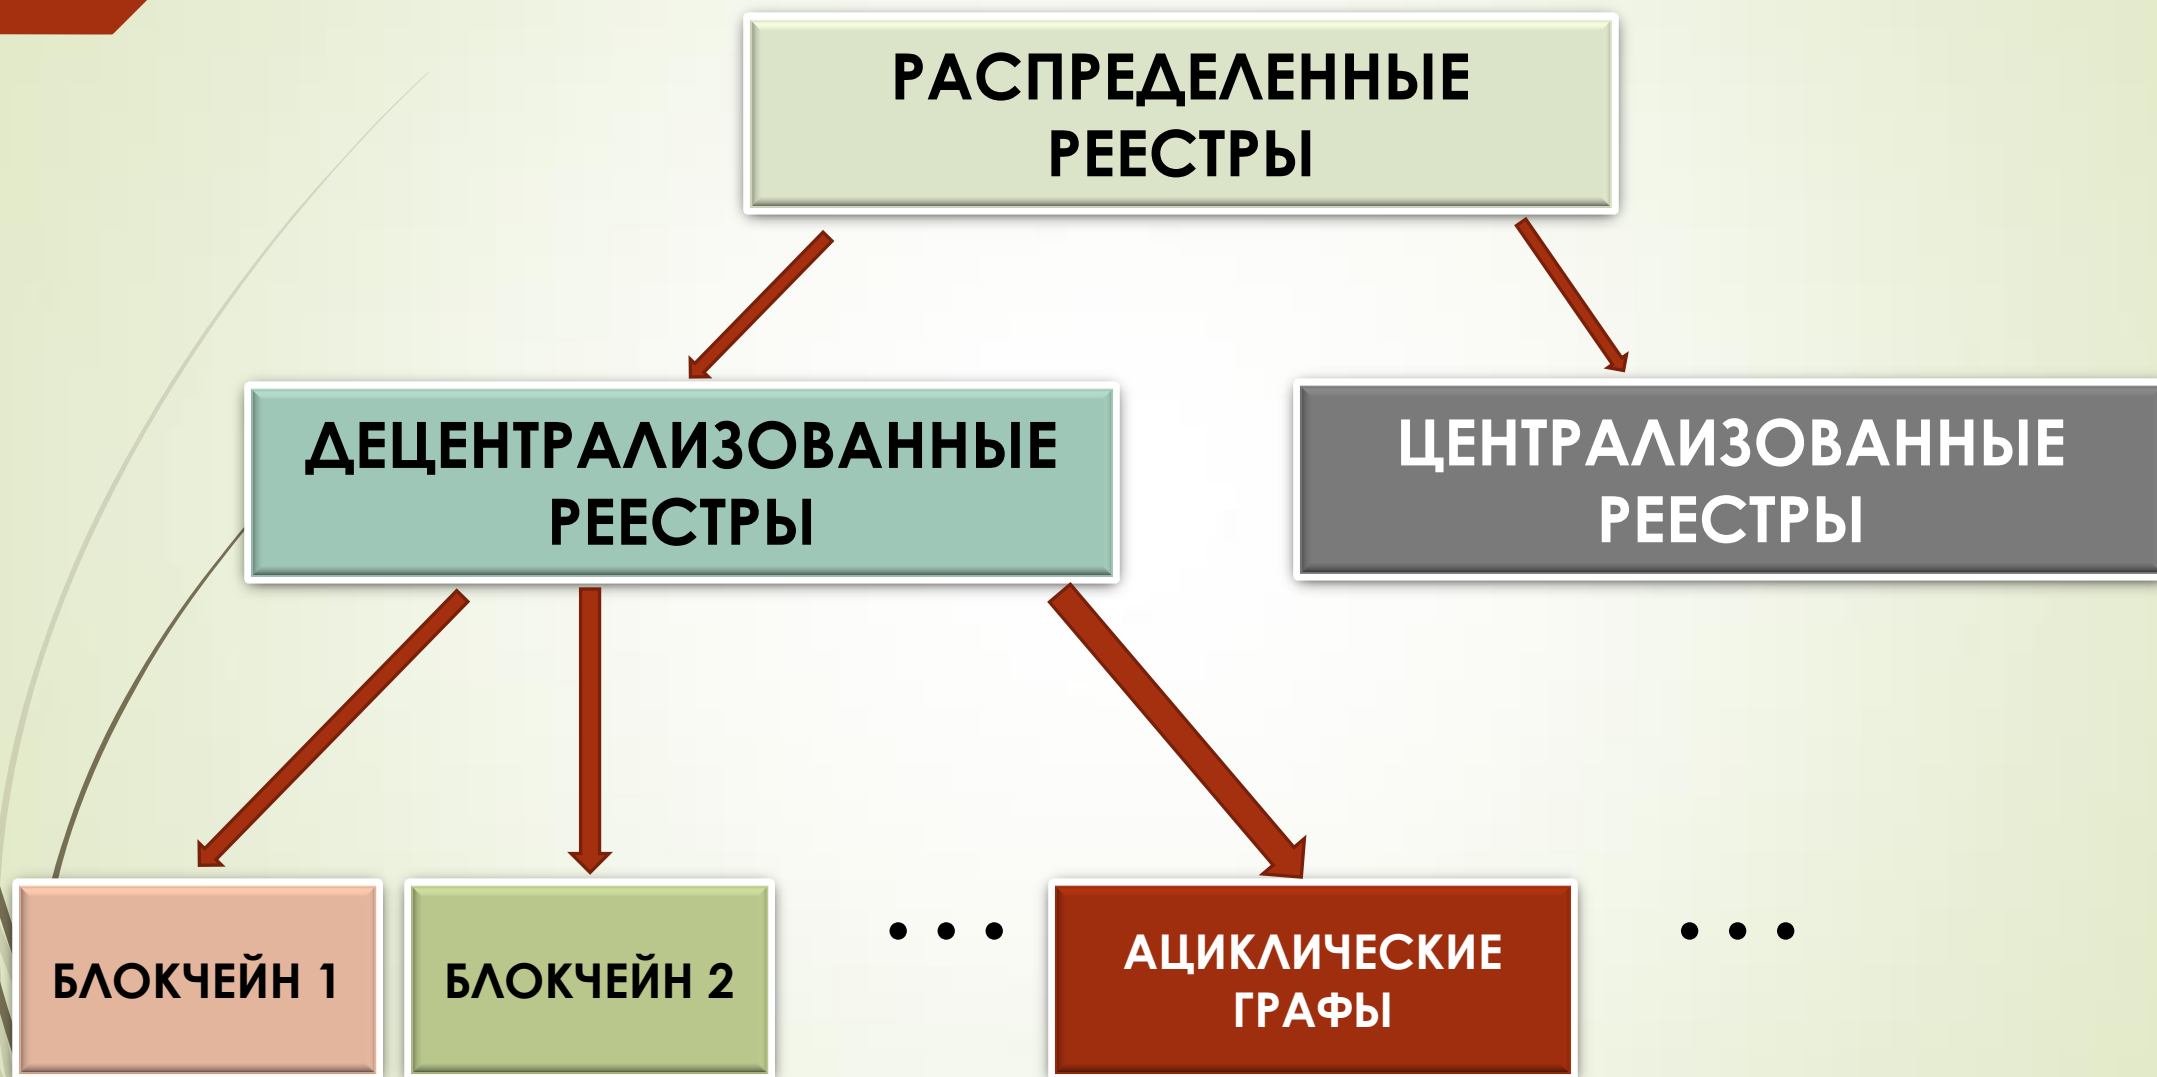 РАСПРЕДЕЛЕННЫЕ
РЕЕСТРЫ
ДЕЦЕНТРАЛИЗОВАННЫЕ
РЕЕСТРЫ
ЦЕНТРАЛИЗОВАННЫЕ
РЕЕСТРЫ
БЛОКЧЕЙН 1
БЛОКЧЕЙН 2
...
АЦИКЛИЧЕСКИЕ
ГРАФЫ
...